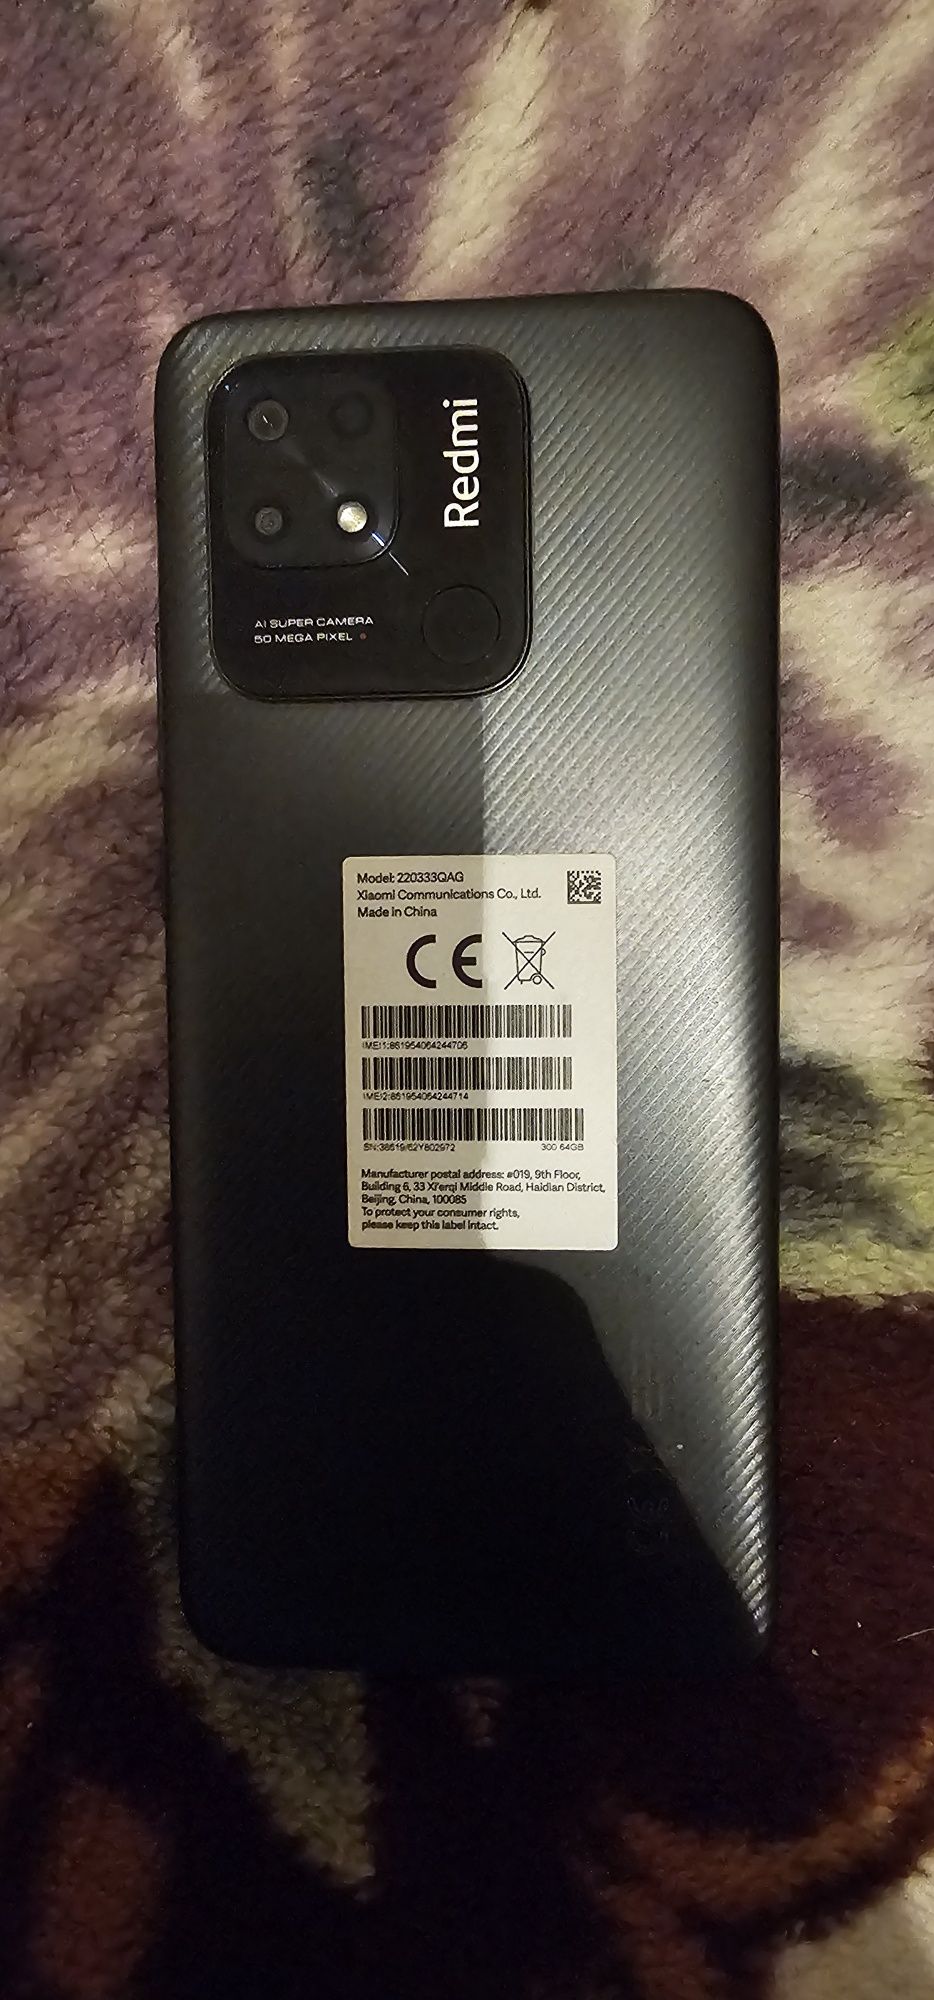 Redmi
AI SUPER CAMERA
50 MEGA PIXEL
Model: 220333QAG
Xiaomi Communications Co., Ltd.
Made in China
CE
IMEI1:861954064244706
IMEI2:861954064244714
SN:38619/62Y602972
300 64GB
Manufacturer postal address: #019, 9th Floor,
Building 6, 33 Xi'erqi Middle Road, Haidian District,
Beijing, China, 100085
To protect your consumer rights,
please keep this label intact.